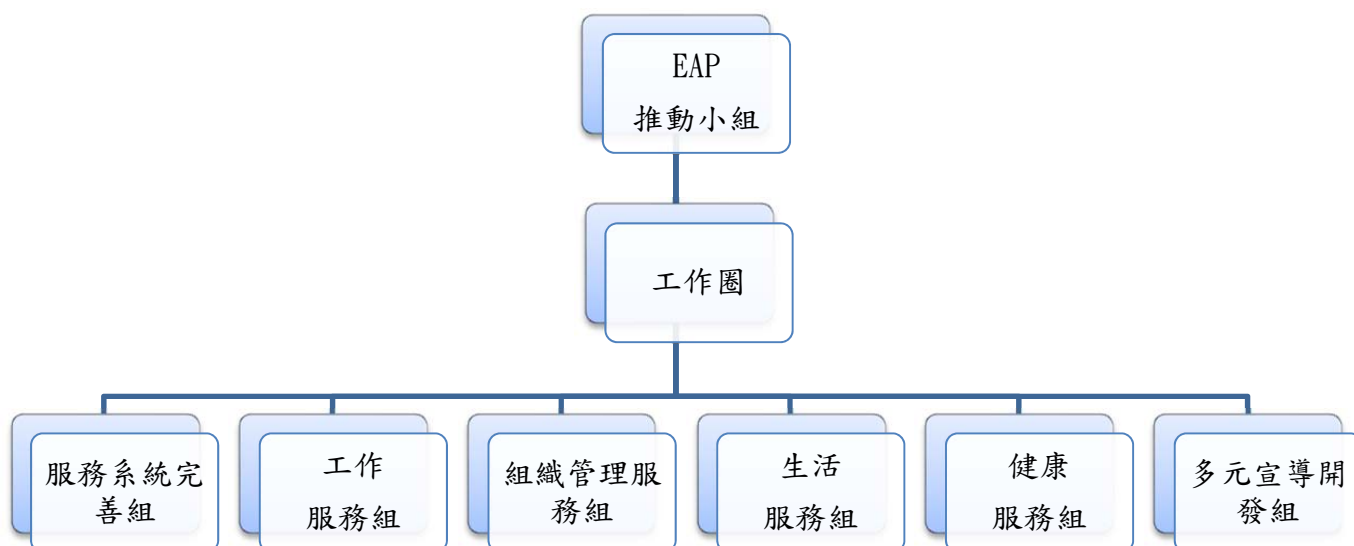 EAP
推動小組
工作圈
服務系統完
善組
工作
服務組
組織管理服
務組
生活
服務組
健康
服務組
多元宣導開
發組